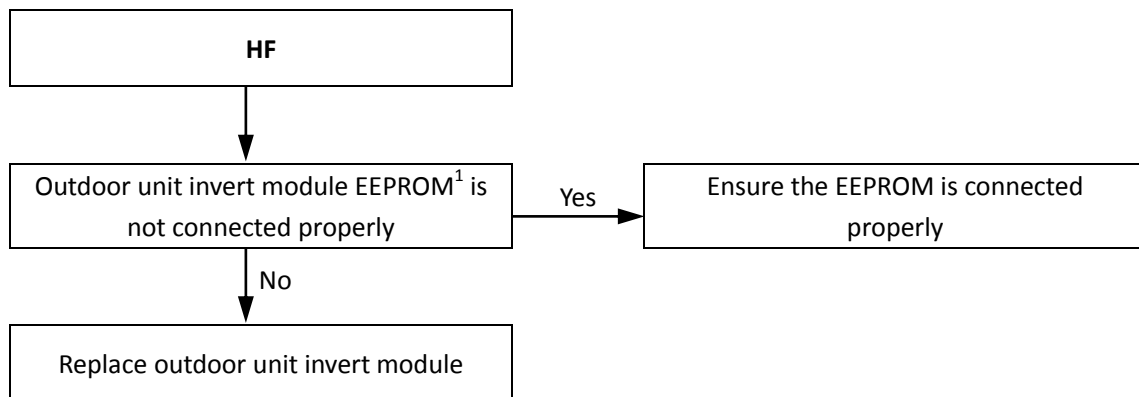 HF
Outdoor unit invert module EEPROM¹ is
not connected properly
Yes
Ensure the EEPROM is connected
properly
No
Replace outdoor unit invert module